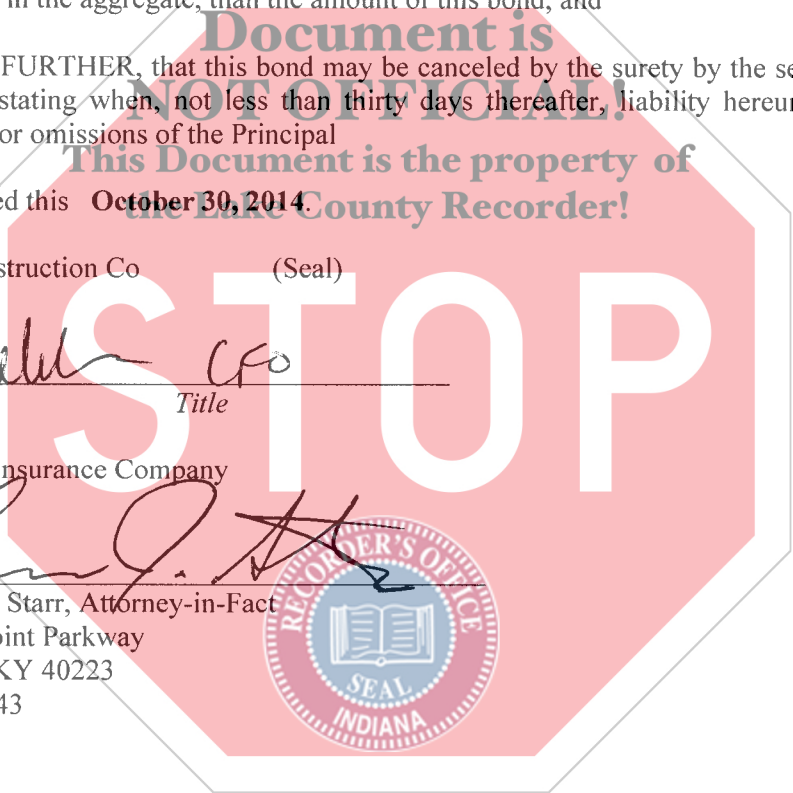 in the aggregate, than the amount of this bond, and
Document is
FURTHER, that this bond may be canceled by the surety by the se
NOT OFFICIAL!
stating when, not less than thirty days thereafter, liability hereun
or omissions of the Principal
This Document is the property of
ed this October 30, 2014.
the Lake County Recorder!
struction Co (Seal)
STOP
CFO
Title
nsurance Company
Starr, Attorney-in-Fact
oint Parkway
KY 40223
43
RECORDER'S OFFICE
SEAL
INDIANA